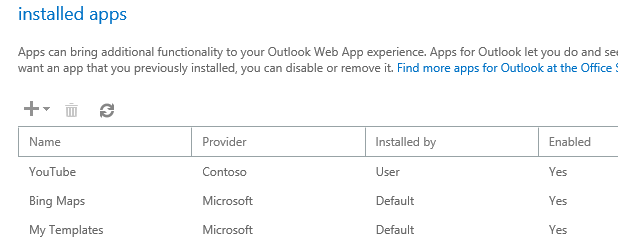 installed apps
Apps can bring additional functionality to your Outlook Web App experience. Apps for Outlook let you do and see
want an app that you previously installed, you can disable or remove it. Find more apps for Outlook at the Office S
Name Provider Installed by Enabled
YouTube Contoso User Yes
Bing Maps Microsoft Default Yes
My Templates Microsoft Default Yes